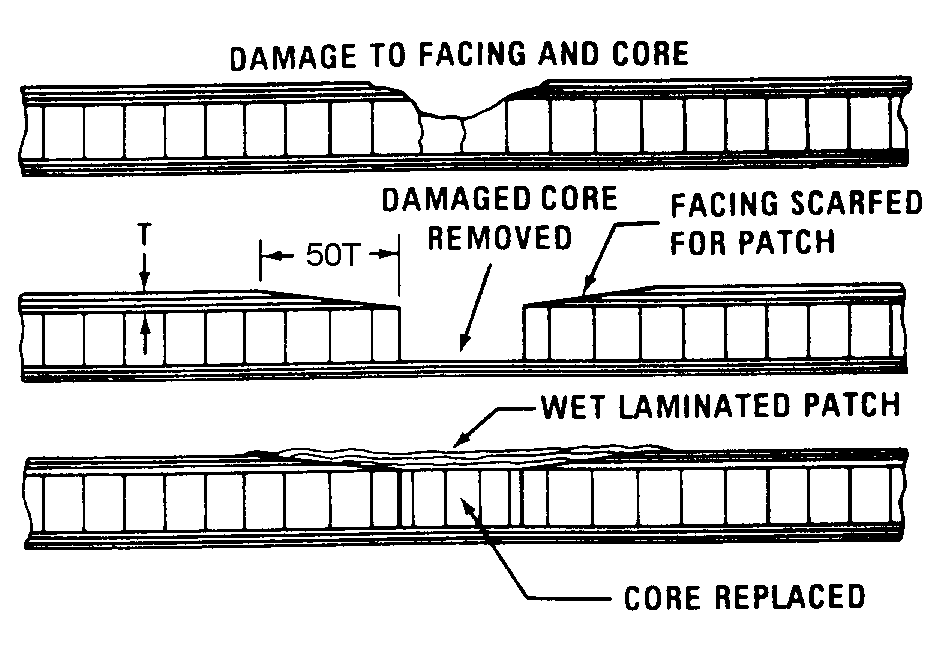 DAMAGE TO FACING AND CORE
DAMAGED CORE
REMOVED
FACING SCARFED
FOR PATCH
T
50T
WET LAMINATED PATCH
CORE REPLACED